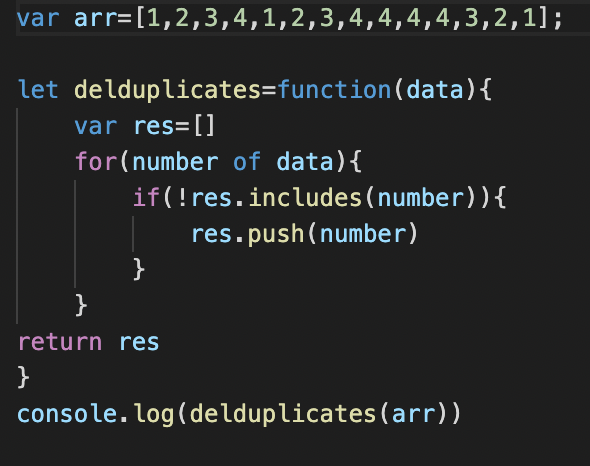 var arr=[1,2,3,4,1,2,3,4,4,4,4,3,2,1];
let delduplicates=function(data){
var res=[]
for(number of data){
if(!res.includes(number)){
res.push(number)
}
}
return res
}
console.log(delduplicates(arr))